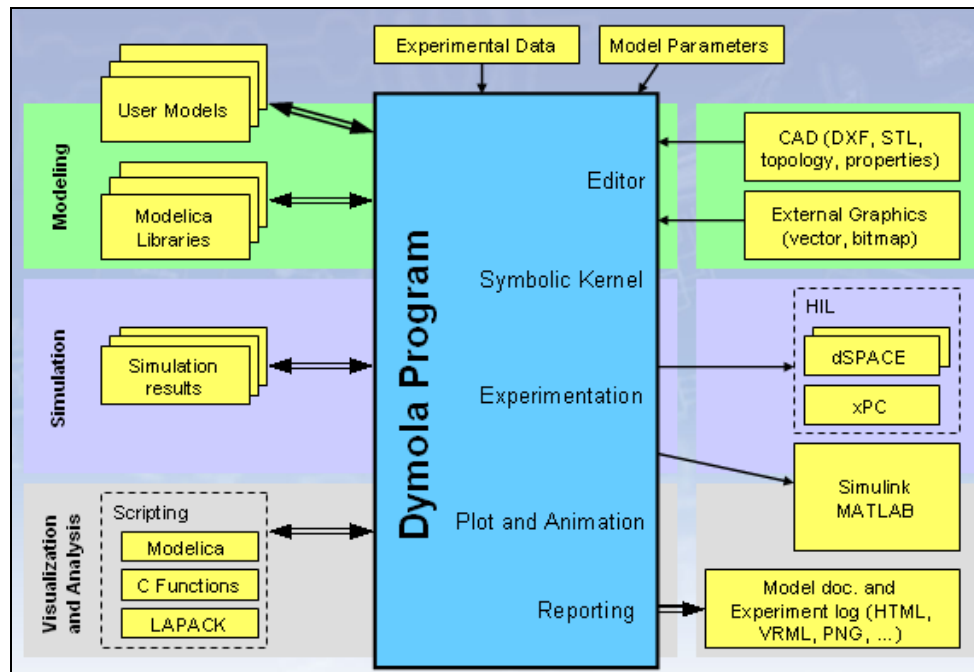 Experimental Data
Model Parameters
User Models
Modelica
Libraries
Modeling
Editor
CAD (DXF, STL,
topology, properties)
External Graphics
(vector, bitmap)
Dymola Program
Symbolic Kernel
Simulation
Simulation
results
Experimentation
HIL
dSPACE
xPC
Simulink
MATLAB
Visualization
and Analysis
Scripting
Modelica
C Functions
LAPACK
Plot and Animation
Reporting
Model doc. and
Experiment log (HTML,
VRML, PNG, ...)